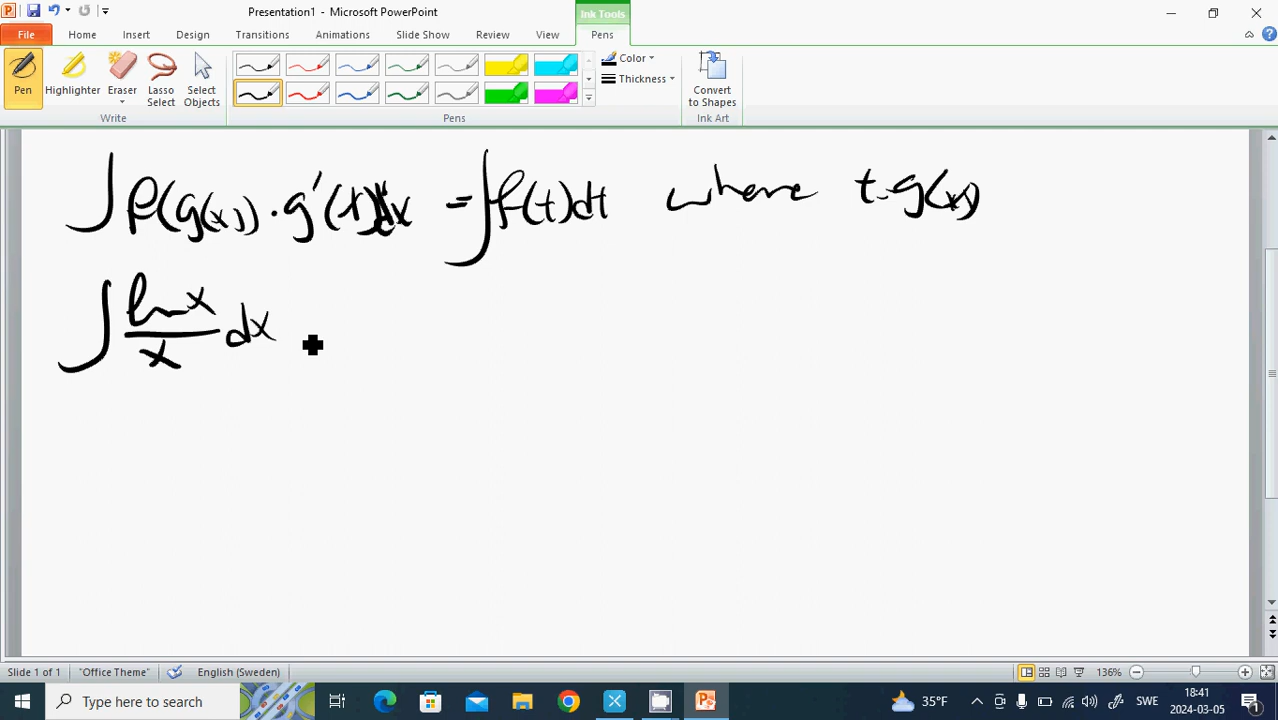 Presentation1 - Microsoft PowerPoint
Ink Tools
File Home Insert Design Transitions Animations Slide Show Review View Pens
Pen Highlighter Eraser Lasso Select Select Objects
Color
Thickness
Convert to Shapes
Write Pens Ink Art
∫f(g(x))·g'(x)dx = ∫f(t)dt where t=g(x)
∫ ln x / x dx
Slide 1 of 1 "Office Theme" English (Sweden) 136%
Type here to search 35°F SWE 18:41
2024-03-05 1